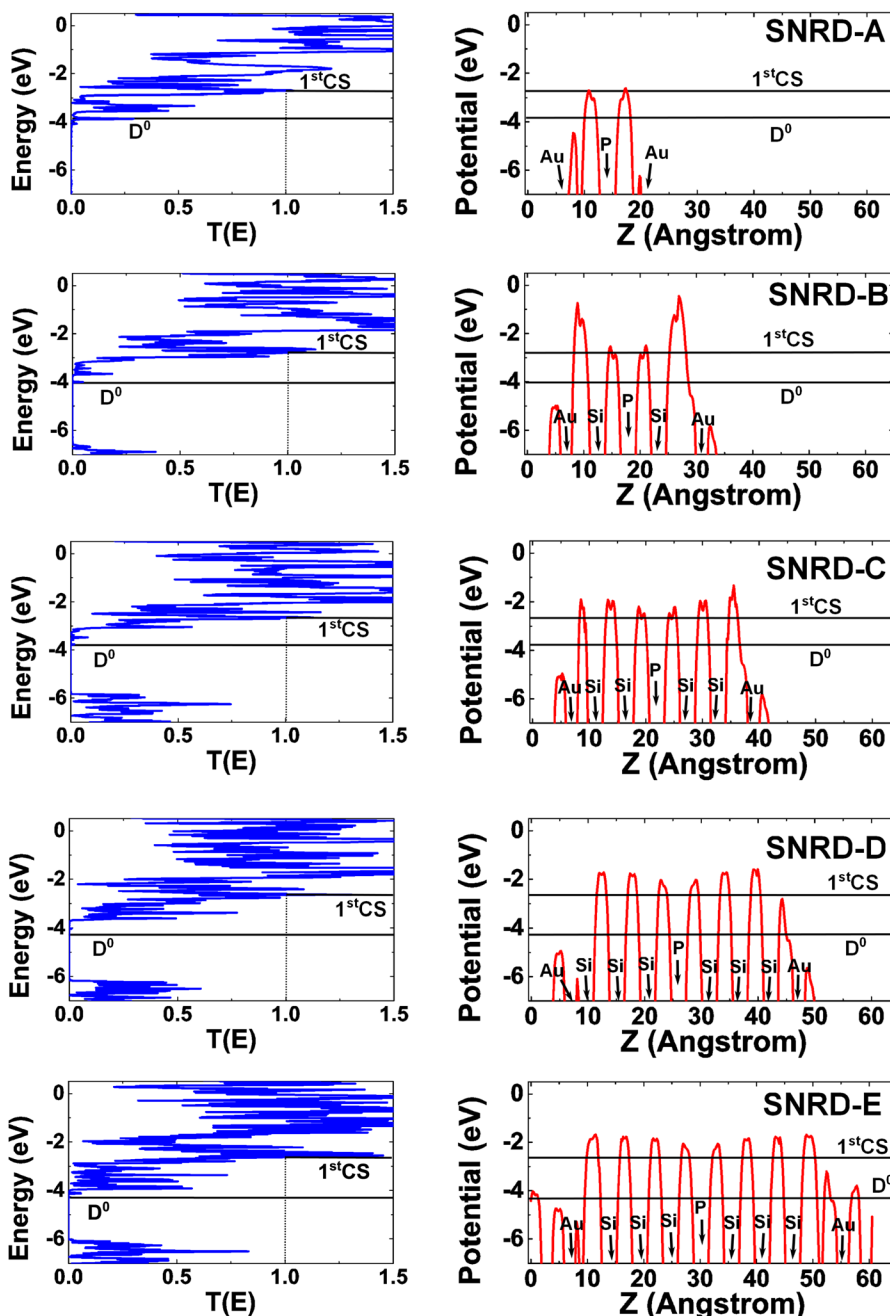 SNRD-A
Energy (eV)
0
-2
-4
-6
1stCS
D0
0.0 0.5 1.0 1.5
T(E)
Potential (eV)
0
-2
-4
-6
1stCS
D0
Au P Au
0 10 20 30 40 50 60
Z (Angstrom)
SNRD-B
Energy (eV)
0
-2
-4
-6
1stCS
D0
0.0 0.5 1.0 1.5
T(E)
Potential (eV)
0
-2
-4
-6
1stCS
D0
Au Si P Si Au
0 10 20 30 40 50 60
Z (Angstrom)
SNRD-C
Energy (eV)
0
-2
-4
-6
1stCS
D0
0.0 0.5 1.0 1.5
T(E)
Potential (eV)
0
-2
-4
-6
1stCS
D0
Au Si Si P Si Si Au
0 10 20 30 40 50 60
Z (Angstrom)
SNRD-D
Energy (eV)
0
-2
-4
-6
1stCS
D0
0.0 0.5 1.0 1.5
T(E)
Potential (eV)
0
-2
-4
-6
1stCS
D0
Au Si Si Si P Si Si Si Au
0 10 20 30 40 50 60
Z (Angstrom)
SNRD-E
Energy (eV)
0
-2
-4
-6
1stCS
D0
0.0 0.5 1.0 1.5
T(E)
Potential (eV)
0
-2
-4
-6
1stCS
D0
Au Si Si Si P Si Si Si Au
0 10 20 30 40 50 60
Z (Angstrom)